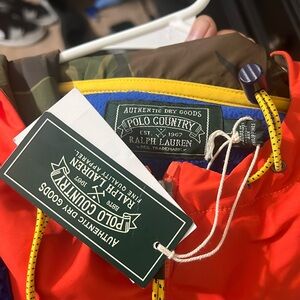 AUTHENTIC DRY GOODS
POLO COUNTRY
EST 1967
RALPH LAUREN
AUTHENTIC DRY GOODS
POLO COUNTRY
RALPH LAUREN
FINE QUALITY APPAREL